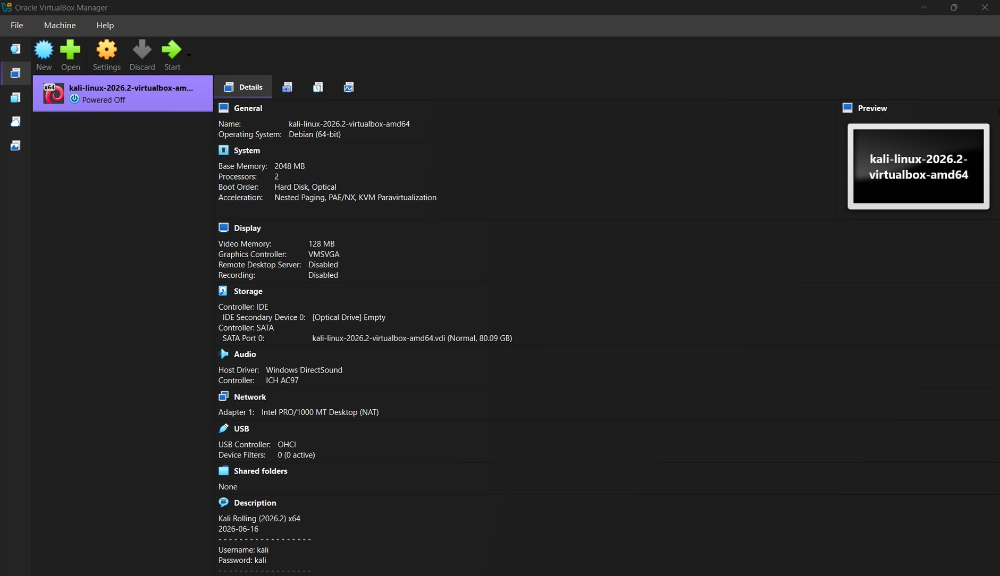 Oracle VirtualBox Manager
File Machine Help
New Open Settings Discard Start
x64 kali-linux-2026.2-virtualbox-am...
Powered Off
Details
General
Name: kali-linux-2026.2-virtualbox-amd64
Operating System: Debian (64-bit)
System
Base Memory: 2048 MB
Processors: 2
Boot Order: Hard Disk, Optical
Acceleration: Nested Paging, PAE/NX, KVM Paravirtualization
Preview
kali-linux-2026.2-
virtualbox-amd64
Display
Video Memory: 128 MB
Graphics Controller: VMSVGA
Remote Desktop Server: Disabled
Recording: Disabled
Storage
Controller: IDE
IDE Secondary Device 0: [Optical Drive] Empty
Controller: SATA
SATA Port 0: kali-linux-2026.2-virtualbox-amd64.vdi (Normal, 80.09 GB)
Audio
Host Driver: Windows DirectSound
Controller: ICH AC97
Network
Adapter 1: Intel PRO/1000 MT Desktop (NAT)
USB
USB Controller: OHCI
Device Filters: 0 (0 active)
Shared folders
None
Description
Kali Rolling (2026.2) x64
2026-06-16
- - - - - - - - - - - - - - - - - -
Username: kali
Password: kali
- - - - - - - - - - - - - - - - - -